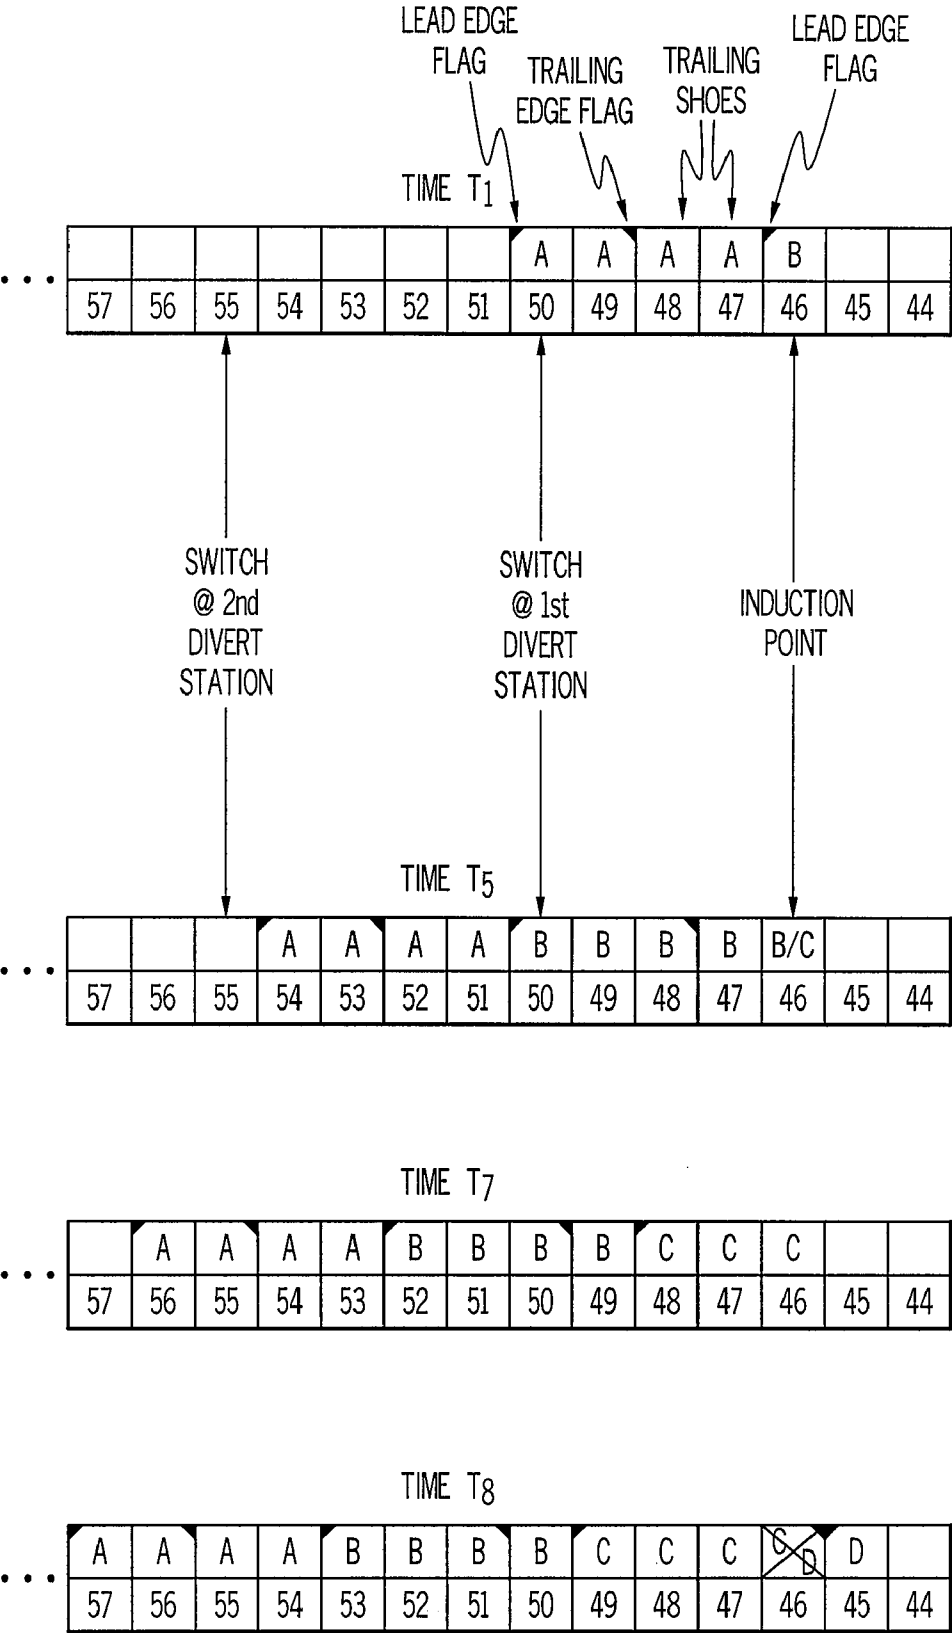 LEAD EDGE
FLAG
TRAILING
EDGE FLAG
TRAILING
SHOES
LEAD EDGE
FLAG
TIME T1
A A A A B
... 57 56 55 54 53 52 51 50 49 48 47 46 45 44
SWITCH
@ 2nd
DIVERT
STATION
SWITCH
@ 1st
DIVERT
STATION
INDUCTION
POINT
TIME T5
A A A A B B B B B/C
... 57 56 55 54 53 52 51 50 49 48 47 46 45 44
TIME T7
A A A A B B B B C C C
... 57 56 55 54 53 52 51 50 49 48 47 46 45 44
TIME T8
A A A A B B B B C C C C D D
... 57 56 55 54 53 52 51 50 49 48 47 46 45 44